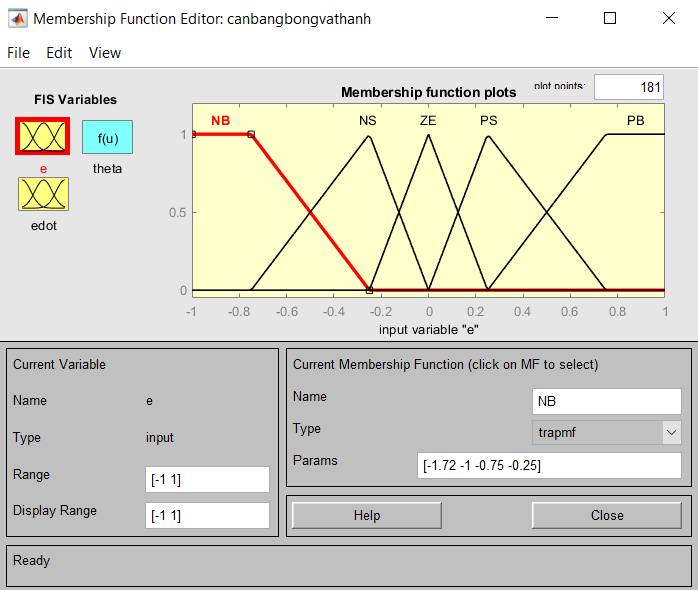 Membership Function Editor: canbangbongvathanh
File Edit View
FIS Variables
f(u)
e theta
edot
Membership function plots
plot points: 181
NB NS ZE PS PB
1
0.5
0
-1 -0.8 -0.6 -0.4 -0.2 0 0.2 0.4 0.6 0.8 1
input variable "e"
Current Variable
Name e
Type input
Range [-1 1]
Display Range [-1 1]
Current Membership Function (click on MF to select)
Name NB
Type trapmf
Params [-1.72 -1 -0.75 -0.25]
Help Close
Ready